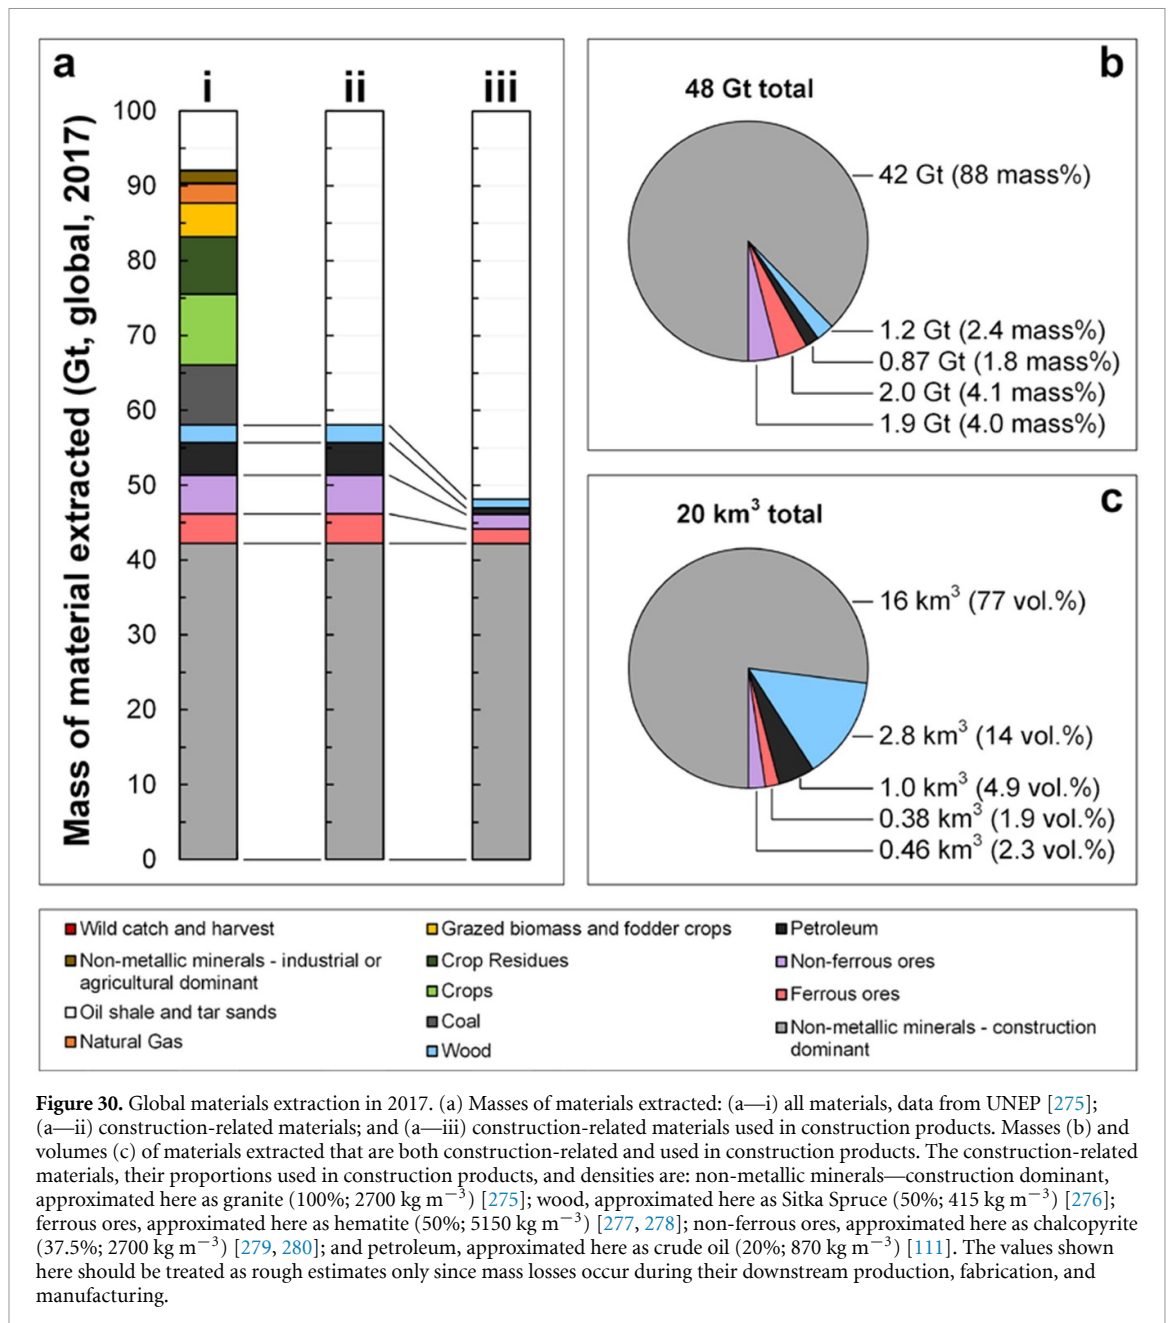 a
i
ii
iii
Mass of material extracted (Gt, global, 2017)
100
90
80
70
60
50
40
30
20
10
0
b
48 Gt total
42 Gt (88 mass%)
1.2 Gt (2.4 mass%)
0.87 Gt (1.8 mass%)
2.0 Gt (4.1 mass%)
1.9 Gt (4.0 mass%)
c
20 km³ total
16 km³ (77 vol.%)
2.8 km³ (14 vol.%)
1.0 km³ (4.9 vol.%)
0.38 km³ (1.9 vol.%)
0.46 km³ (2.3 vol.%)
Wild catch and harvest
Non-metallic minerals - industrial or
agricultural dominant
Oil shale and tar sands
Natural Gas
Grazed biomass and fodder crops
Crop Residues
Crops
Coal
Wood
Petroleum
Non-ferrous ores
Ferrous ores
Non-metallic minerals - construction
dominant
Figure 30. Global materials extraction in 2017. (a) Masses of materials extracted: (a—i) all materials, data from UNEP [275];
(a—ii) construction-related materials; and (a—iii) construction-related materials used in construction products. Masses (b) and
volumes (c) of materials extracted that are both construction-related and used in construction products. The construction-related
materials, their proportions used in construction products, and densities are: non-metallic minerals—construction dominant,
approximated here as granite (100%; 2700 kg m⁻³) [275]; wood, approximated here as Sitka Spruce (50%; 415 kg m⁻³) [276];
ferrous ores, approximated here as hematite (50%; 5150 kg m⁻³) [277, 278]; non-ferrous ores, approximated here as chalcopyrite
(37.5%; 2700 kg m⁻³) [279, 280]; and petroleum, approximated here as crude oil (20%; 870 kg m⁻³) [111]. The values shown
here should be treated as rough estimates only since mass losses occur during their downstream production, fabrication, and
manufacturing.